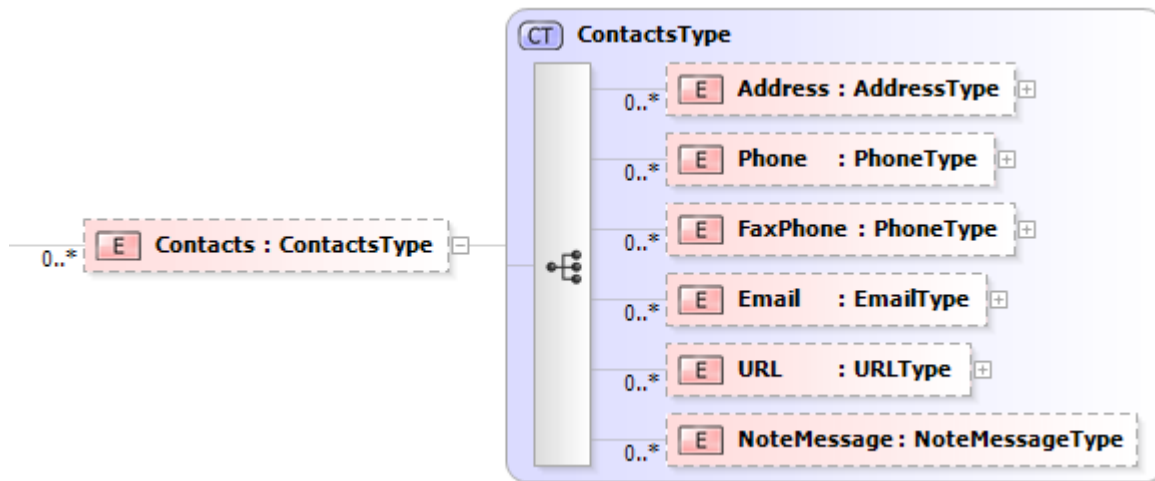 CT ContactsType
E Address : AddressType
0..*
E Phone : PhoneType
0..*
E FaxPhone : PhoneType
0..*
E Contacts : ContactsType
0..*
E Email : EmailType
0..*
E URL : URLType
0..*
E NoteMessage : NoteMessageType
0..*